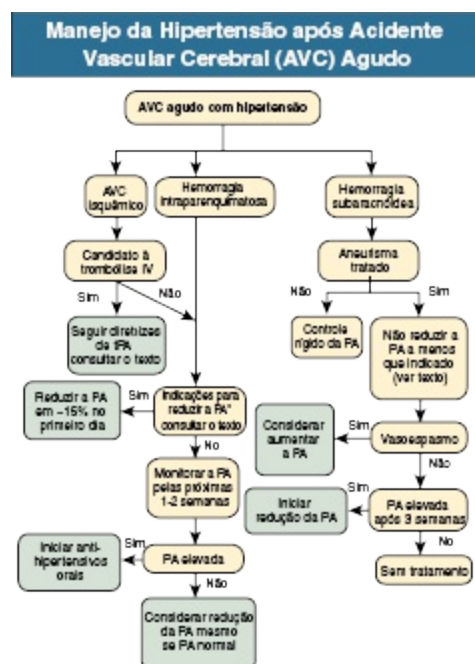 Manejo da Hipertensão após Acidente
Vascular Cerebral (AVC) Agudo
AVC agudo com hipertensão
AVC
isquêmico
Hemorragia
intraparenquimatosa
Hemorragia
subaracnóidea
Candidato à
trombólise IV
Aneurisma
tratado
Sim
Não
Não
Sim
Seguir diretrizes
de tPA
consultar o texto
Controle
rígido da PA
Não reduzir a
PA a menos
que indicado
(ver texto)
Reduzir a PA
em ~15% no
primeiro dia
Sim
Indicações para
reduzir a PA*
consultar o texto
Considerar
aumentar
a PA
Sim
Vasoespasmo
No
Não
Monitorar a PA
pelas próximas
1-2 semanas
Iniciar
redução da PA
Sim
PA elevada
após 3 semanas
Iniciar anti-
hipertensivos
orais
Sim
PA elevada
No
Sem tratamento
Não
Considerar redução
da PA mesmo
se PA normal